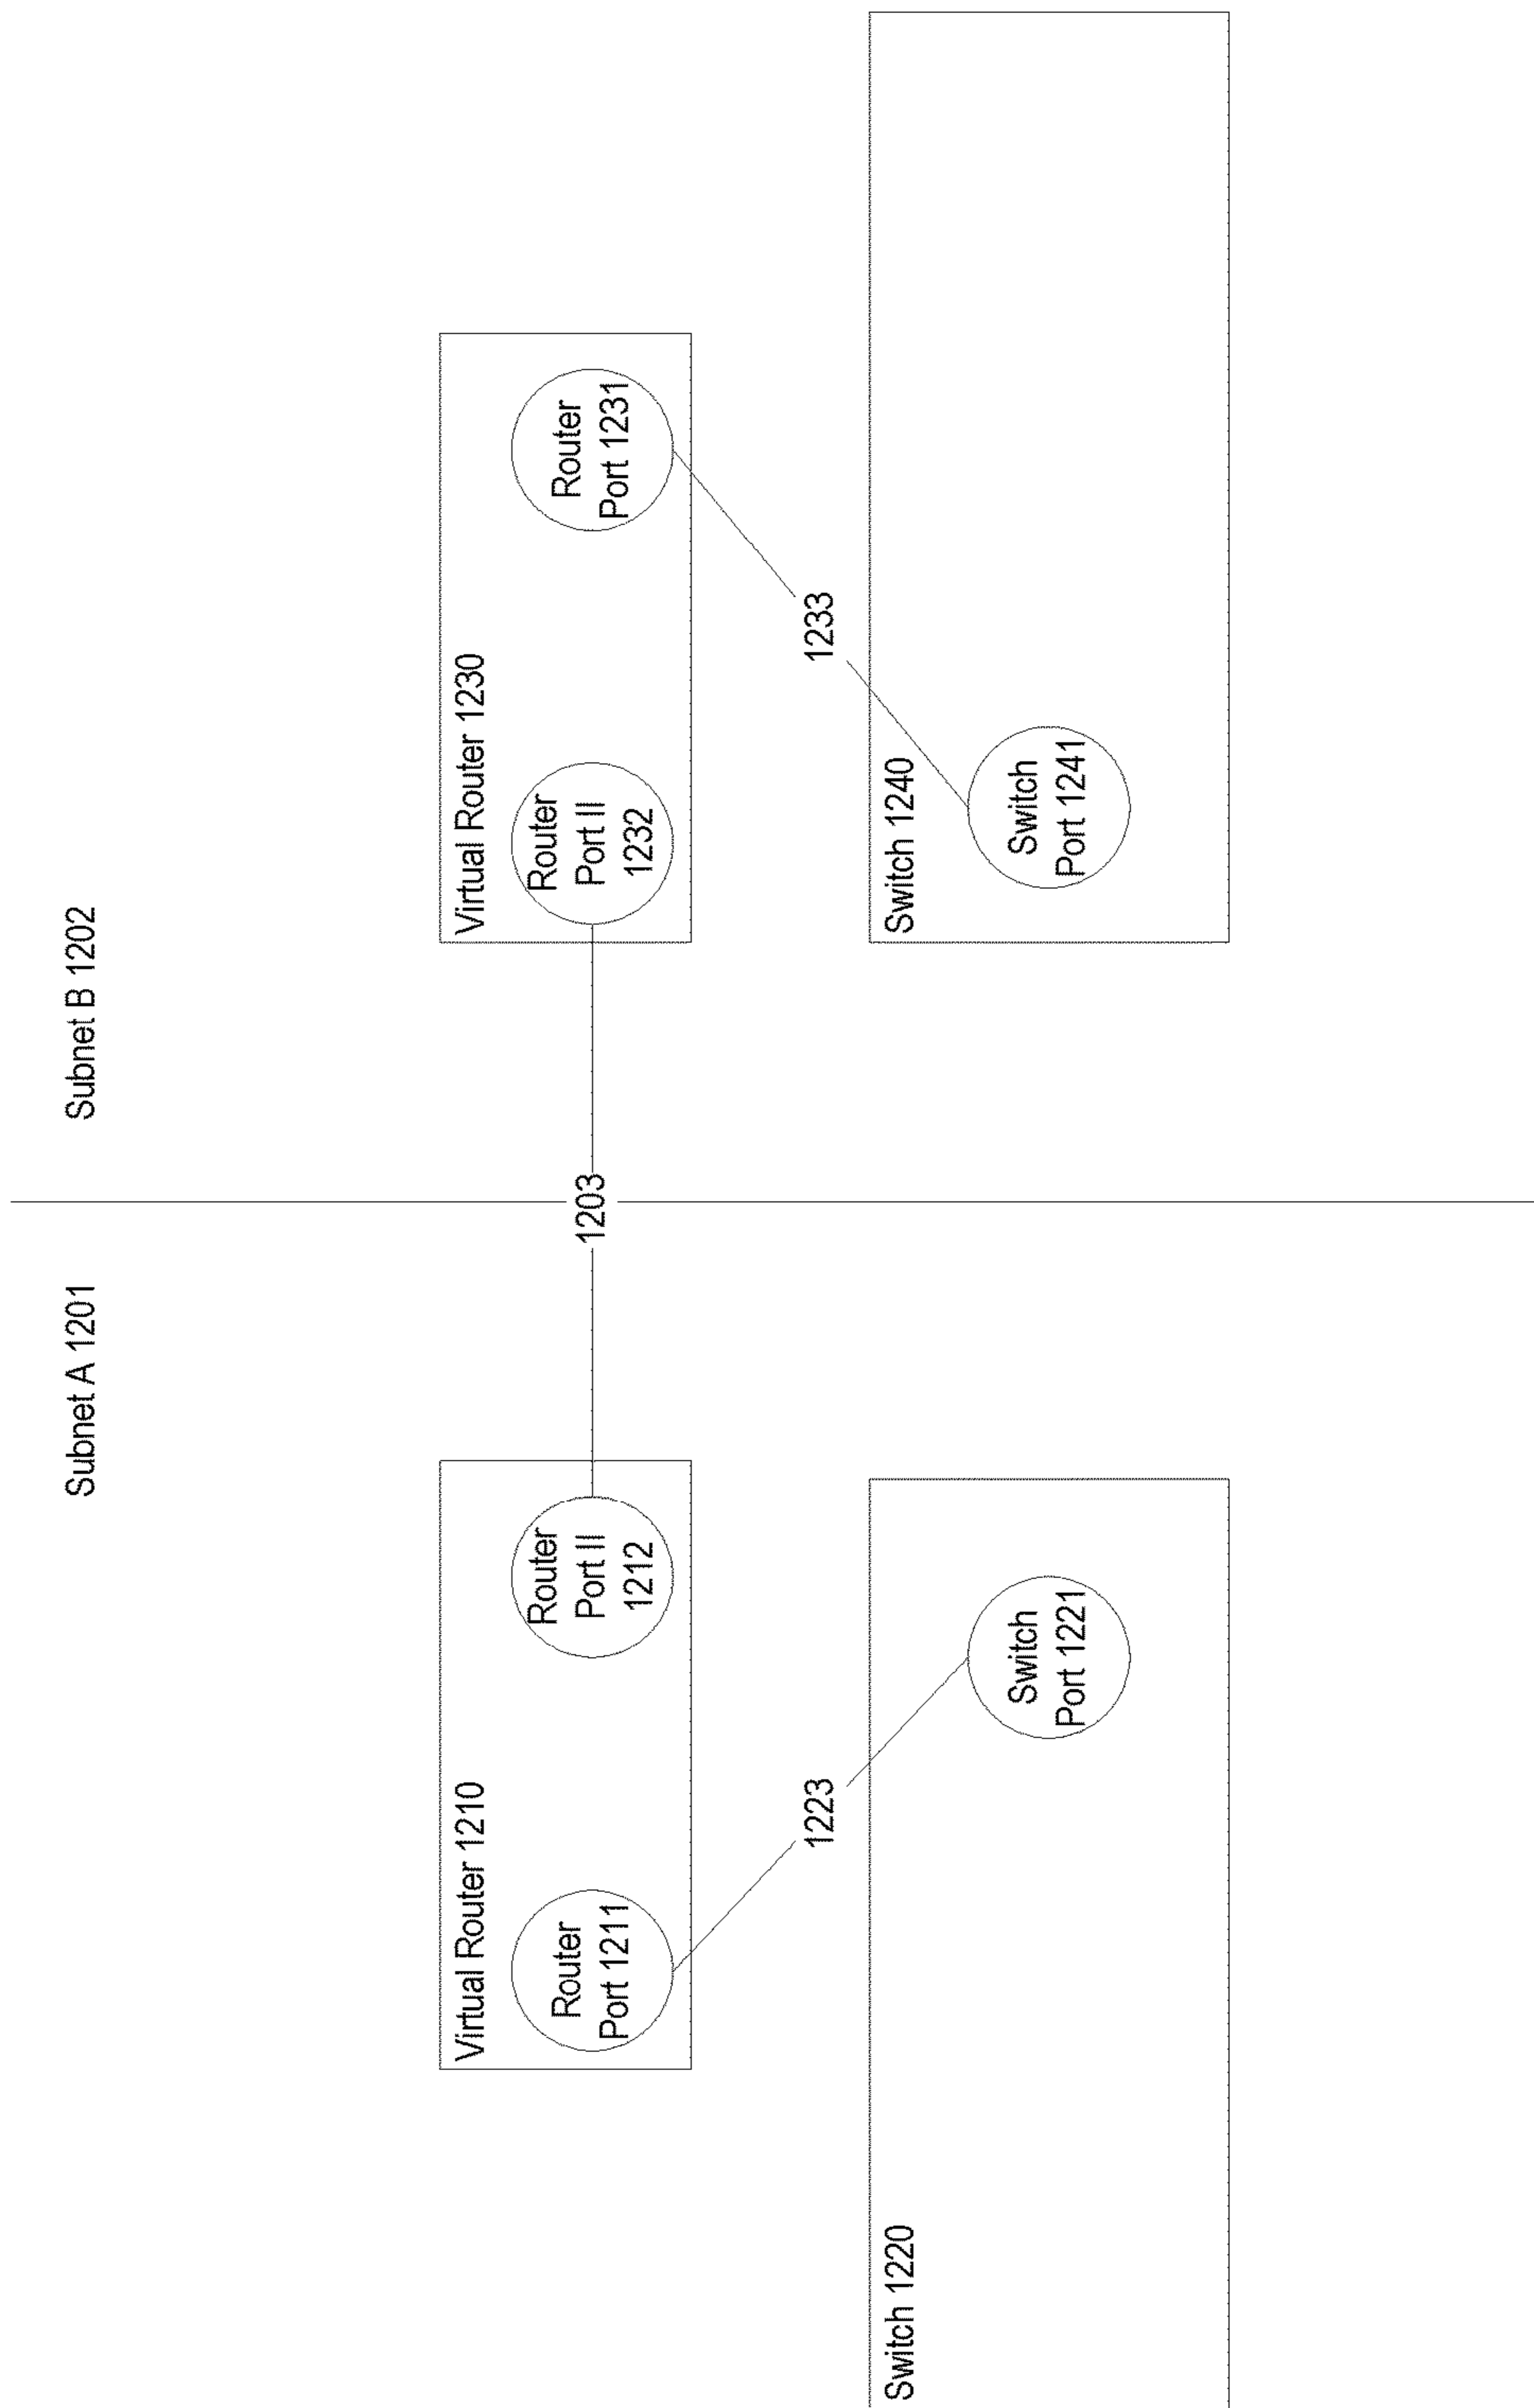 Subnet A 1201
Subnet B 1202
Virtual Router 1210
Router
Port 1211
Router
Port II
1212
1203
Virtual Router 1230
Router
Port II
1232
Router
Port 1231
1223
1233
Switch 1220
Switch
Port 1221
Switch 1240
Switch
Port 1241